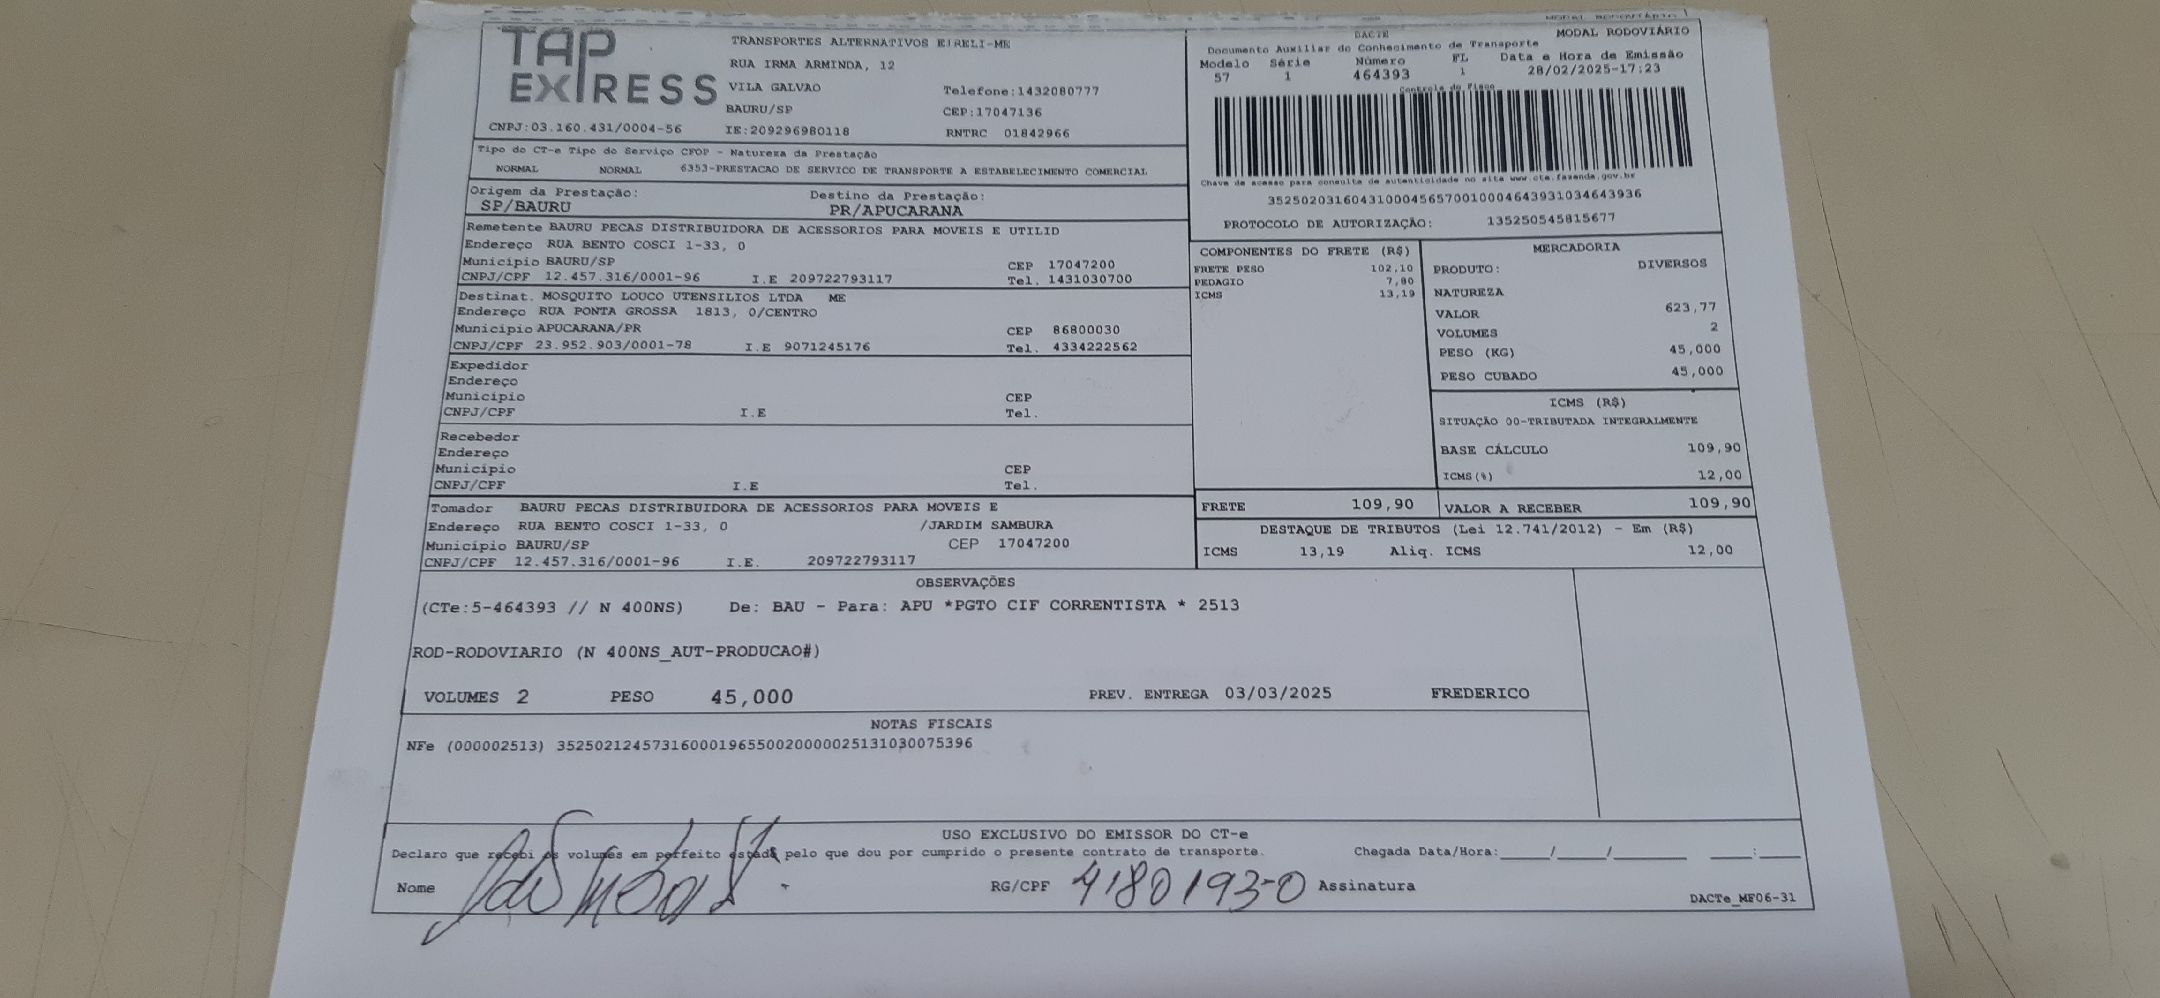 TAP EXPRESS
TRANSPORTES ALTERNATIVOS EIRELI-ME
RUA IRMA ARMINDA, 12
VILA GALVAO Telefone:1432080777
BAURU/SP CEP:17047136
CNPJ:03.160.431/0004-56 IE:209296980118 RNTRC 01842966
Tipo do CT-e Tipo do Serviço CFOP - Natureza da Prestação
NORMAL NORMAL 6353-PRESTACAO DE SERVICO DE TRANSPORTE A ESTABELECIMENTO COMERCIAL
Origem da Prestação: Destino da Prestação:
SP/BAURU PR/APUCARANA
DACTE MODAL RODOVIÁRIO
Documento Auxiliar do Conhecimento de Transporte
Modelo Série Número FL Data e Hora de Emissão
57 1 464393 1 28/02/2025-17:23
Controle do Fisco
Chave de acesso para consulta de autenticidade no site www.cte.fazenda.gov.br
35250203160431000456570010004643931034643936
PROTOCOLO DE AUTORIZAÇÃO: 135250545815677
Remetente BAURU PECAS DISTRIBUIDORA DE ACESSORIOS PARA MOVEIS E UTILID
Endereço RUA BENTO COSCI 1-33, 0
Município BAURU/SP CEP 17047200
CNPJ/CPF 12.457.316/0001-96 I.E 209722793117 Tel. 1431030700
Destinat. MOSQUITO LOUCO UTENSILIOS LTDA ME
Endereço RUA PONTA GROSSA 1813, 0/CENTRO
Município APUCARANA/PR CEP 86800030
CNPJ/CPF 23.952.903/0001-78 I.E 9071245176 Tel. 4334222562
Expedidor
Endereço
Município CEP
CNPJ/CPF I.E Tel.
Recebedor
Endereço
Município CEP
CNPJ/CPF I.E Tel.
Tomador BAURU PECAS DISTRIBUIDORA DE ACESSORIOS PARA MOVEIS E
Endereço RUA BENTO COSCI 1-33, 0 /JARDIM SAMBURA
Município BAURU/SP CEP 17047200
CNPJ/CPF 12.457.316/0001-96 I.E. 209722793117
COMPONENTES DO FRETE (R$)
FRETE PESO 102,10
PEDAGIO 7,80
ICMS 13,19
MERCADORIA
PRODUTO: DIVERSOS
NATUREZA
VALOR 623,77
VOLUMES 2
PESO (KG) 45,000
PESO CUBADO 45,000
ICMS (R$)
SITUAÇÃO 00-TRIBUTADA INTEGRALMENTE
BASE CÁLCULO 109,90
ICMS(%) 12,00
FRETE 109,90 VALOR A RECEBER 109,90
DESTAQUE DE TRIBUTOS (Lei 12.741/2012) - Em (R$)
ICMS 13,19 Aliq. ICMS 12,00
OBSERVAÇÕES
(CTe:5-464393 // N 400NS) De: BAU - Para: APU *PGTO CIF CORRENTISTA * 2513
ROD-RODOVIARIO (N 400NS_AUT-PRODUCAO#)
VOLUMES 2 PESO 45,000 PREV. ENTREGA 03/03/2025 FREDERICO
NOTAS FISCAIS
NFe (000002513) 35250212457316000196550020000025131030075396
USO EXCLUSIVO DO EMISSOR DO CT-e
Declaro que recebi os volumes em perfeito estado pelo que dou por cumprido o presente contrato de transporte. Chegada Data/Hora:____/____/______ ___:___
Nome RG/CPF 4180193-0 Assinatura
DACTe_MF06-31